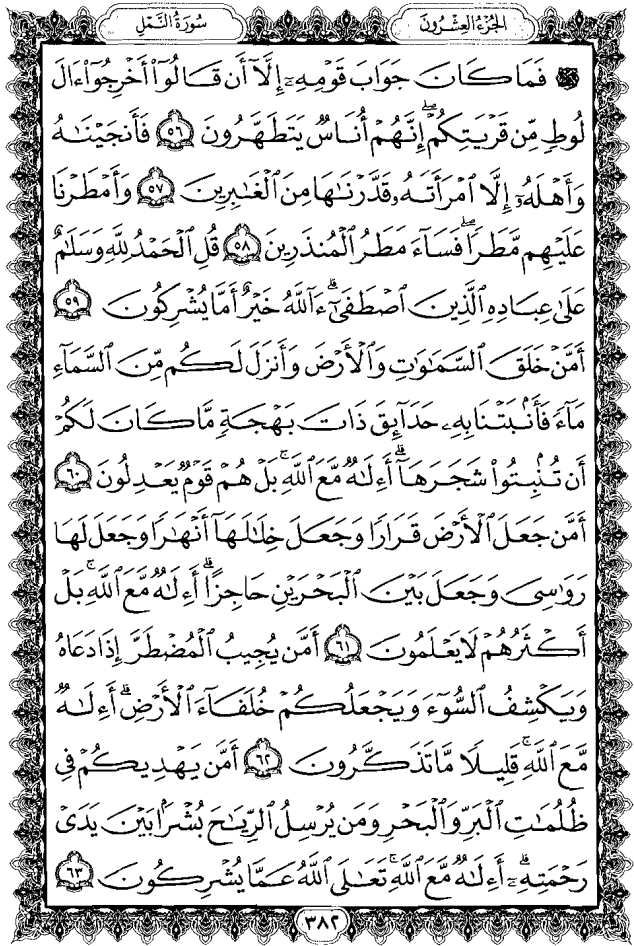 الجزء العشرون
سورة النمل
۞ فَمَا كَانَ جَوَابَ قَوْمِهِۦٓ إِلَّآ أَن قَالُوٓا۟ أَخْرِجُوٓا۟ ءَالَ
لُوطٍ مِّن قَرْيَتِكُمْ ۖ إِنَّهُمْ أُنَاسٌ يَتَطَهَّرُونَ ٥٦ فَأَنجَيْنَٰهُ
وَأَهْلَهُۥٓ إِلَّا ٱمْرَأَتَهُۥ قَدَّرْنَٰهَا مِنَ ٱلْغَٰبِرِينَ ٥٧ وَأَمْطَرْنَا
عَلَيْهِم مَّطَرًا ۖ فَسَآءَ مَطَرُ ٱلْمُنذَرِينَ ٥٨ قُلِ ٱلْحَمْدُ لِلَّهِ وَسَلَٰمٌ
عَلَىٰ عِبَادِهِ ٱلَّذِينَ ٱصْطَفَىٰٓ ۗ ءَآللَّهُ خَيْرٌ أَمَّا يُشْرِكُونَ ٥٩
أَمَّنْ خَلَقَ ٱلسَّمَٰوَٰتِ وَٱلْأَرْضَ وَأَنزَلَ لَكُم مِّنَ ٱلسَّمَآءِ
مَآءً فَأَنۢبَتْنَا بِهِۦ حَدَآئِقَ ذَاتَ بَهْجَةٍ مَّا كَانَ لَكُمْ
أَن تُنۢبِتُوا۟ شَجَرَهَآ ۗ أَءِلَٰهٌ مَّعَ ٱللَّهِ ۚ بَلْ هُمْ قَوْمٌ يَعْدِلُونَ ٦٠
أَمَّن جَعَلَ ٱلْأَرْضَ قَرَارًا وَجَعَلَ خِلَٰلَهَآ أَنْهَٰرًا وَجَعَلَ لَهَا
رَوَٰسِىَ وَجَعَلَ بَيْنَ ٱلْبَحْرَيْنِ حَاجِزًا ۗ أَءِلَٰهٌ مَّعَ ٱللَّهِ ۚ بَلْ
أَكْثَرُهُمْ لَا يَعْلَمُونَ ٦١ أَمَّن يُجِيبُ ٱلْمُضْطَرَّ إِذَا دَعَاهُ
وَيَكْشِفُ ٱلسُّوٓءَ وَيَجْعَلُكُمْ خُلَفَآءَ ٱلْأَرْضِ ۗ أَءِلَٰهٌ
مَّعَ ٱللَّهِ ۚ قَلِيلًا مَّا تَذَكَّرُونَ ٦٢ أَمَّن يَهْدِيكُمْ فِى
ظُلُمَٰتِ ٱلْبَرِّ وَٱلْبَحْرِ وَمَن يُرْسِلُ ٱلرِّيَٰحَ بُشْرًۢا بَيْنَ يَدَىْ
رَحْمَتِهِۦٓ ۗ أَءِلَٰهٌ مَّعَ ٱللَّهِ ۚ تَعَٰلَى ٱللَّهُ عَمَّا يُشْرِكُونَ ٦٣
٣٨٢